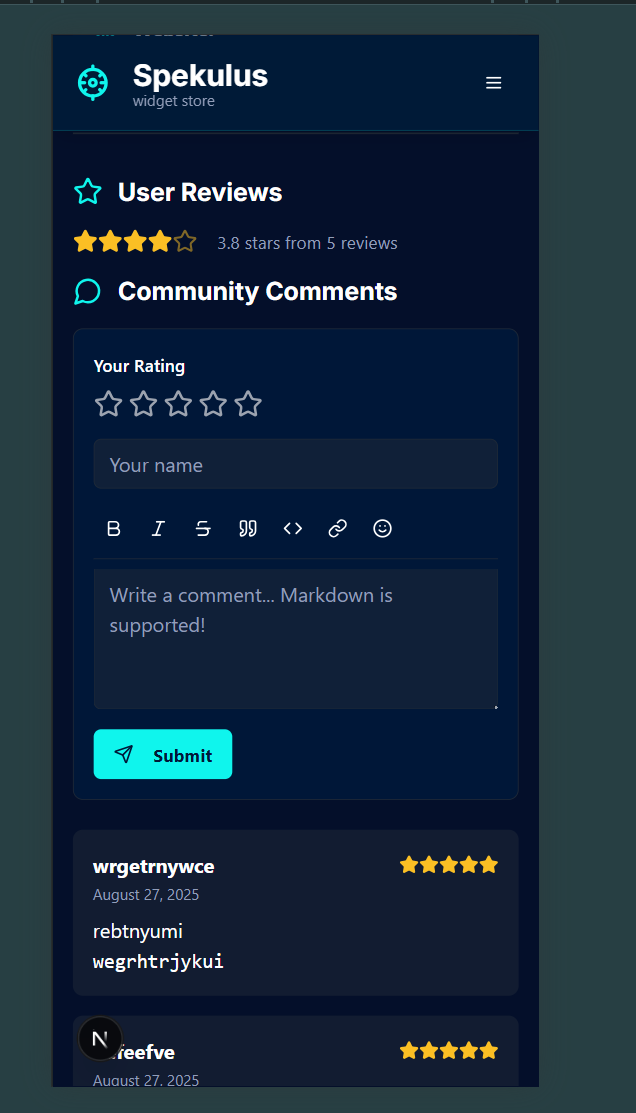 Spekulus
widget store
User Reviews
3.8 stars from 5 reviews
Community Comments
Your Rating
Your name
Write a comment... Markdown is
supported!
Submit
wrgetrnywce
August 27, 2025
rebtnyumi
wegrhtrjykui
N
feefve
August 27, 2025